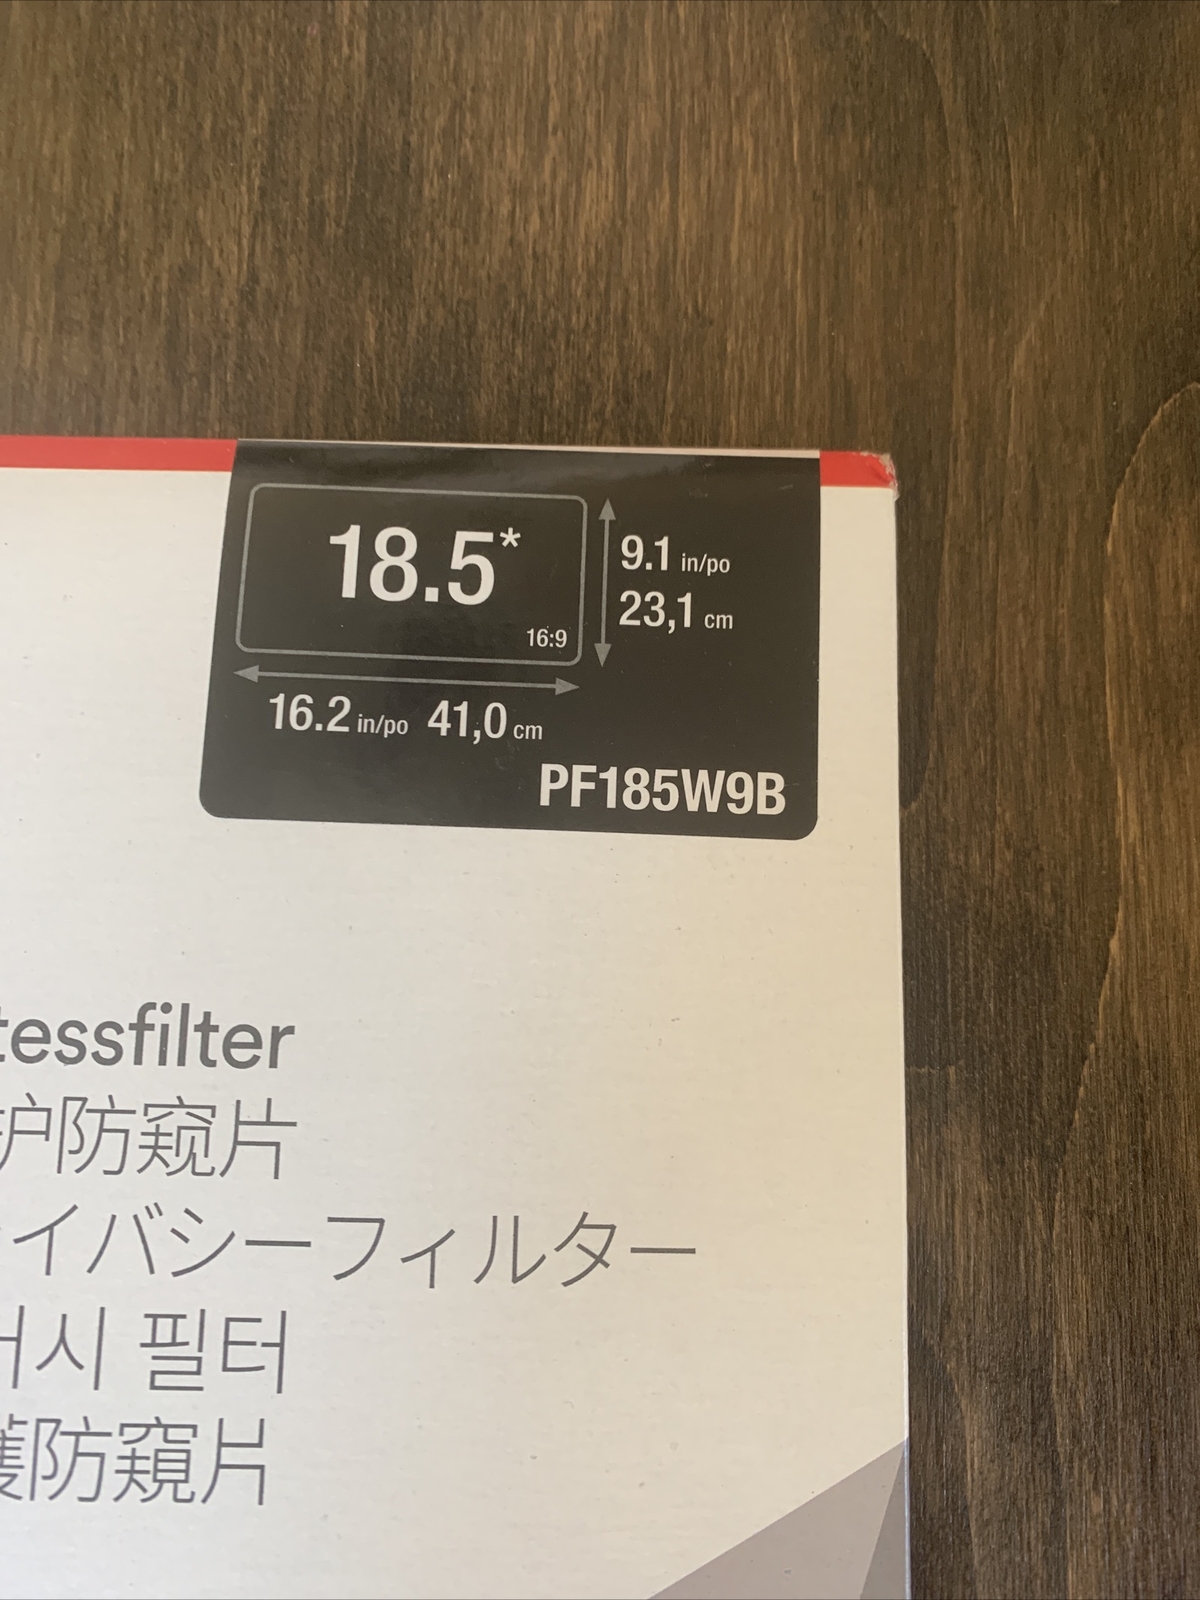 18.5*
16:9
9.1 in/po
23,1 cm
16.2 in/po 41,0 cm
PF185W9B
tessfilter
护防窥片
イバシーフィルター
시 필터
護防窺片